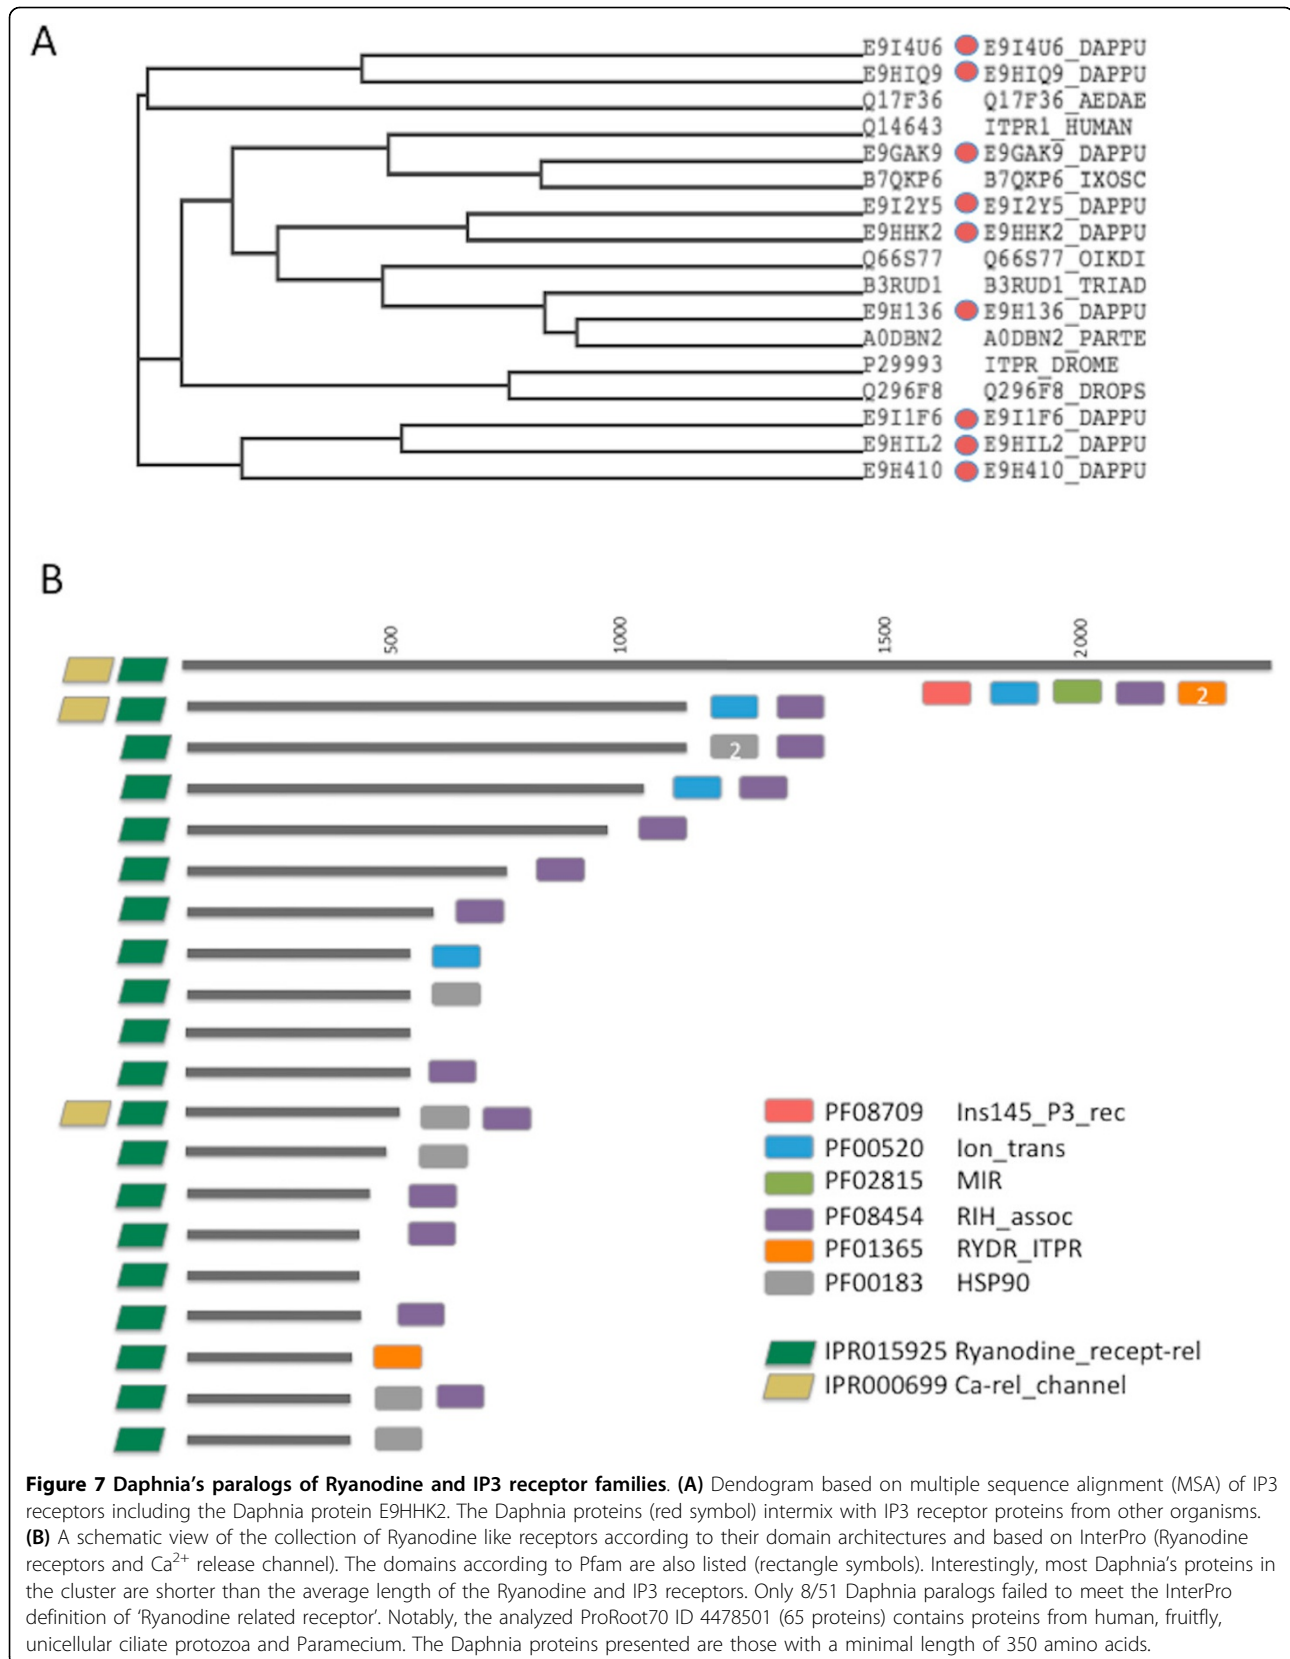 A
E9I4U6 E9I4U6_DAPPU
E9HIQ9 E9HIQ9_DAPPU
Q17F36 Q17F36_AEDAE
Q14643 ITPR1_HUMAN
E9GAK9 E9GAK9_DAPPU
B7QKP6 B7QKP6_IXOSC
E9I2Y5 E9I2Y5_DAPPU
E9HHK2 E9HHK2_DAPPU
Q66S77 Q66S77_OIKDI
B3RUD1 B3RUD1_TRIAD
E9H136 E9H136_DAPPU
A0DBN2 A0DBN2_PARTE
P29993 ITPR_DROME
Q296F8 Q296F8_DROPS
E9I1F6 E9I1F6_DAPPU
E9HIL2 E9HIL2_DAPPU
E9H410 E9H410_DAPPU
B
500 1000 1500 2000
2
2
PF08709 Ins145_P3_rec
PF00520 Ion_trans
PF02815 MIR
PF08454 RIH_assoc
PF01365 RYDR_ITPR
PF00183 HSP90
IPR015925 Ryanodine_recept-rel
IPR000699 Ca-rel_channel
Figure 7 Daphnia's paralogs of Ryanodine and IP3 receptor families. (A) Dendogram based on multiple sequence alignment (MSA) of IP3
receptors including the Daphnia protein E9HHK2. The Daphnia proteins (red symbol) intermix with IP3 receptor proteins from other organisms.
(B) A schematic view of the collection of Ryanodine like receptors according to their domain architectures and based on InterPro (Ryanodine
receptors and Ca2+ release channel). The domains according to Pfam are also listed (rectangle symbols). Interestingly, most Daphnia's proteins in
the cluster are shorter than the average length of the Ryanodine and IP3 receptors. Only 8/51 Daphnia paralogs failed to meet the InterPro
definition of 'Ryanodine related receptor'. Notably, the analyzed ProRoot70 ID 4478501 (65 proteins) contains proteins from human, fruitfly,
unicellular ciliate protozoa and Paramecium. The Daphnia proteins presented are those with a minimal length of 350 amino acids.